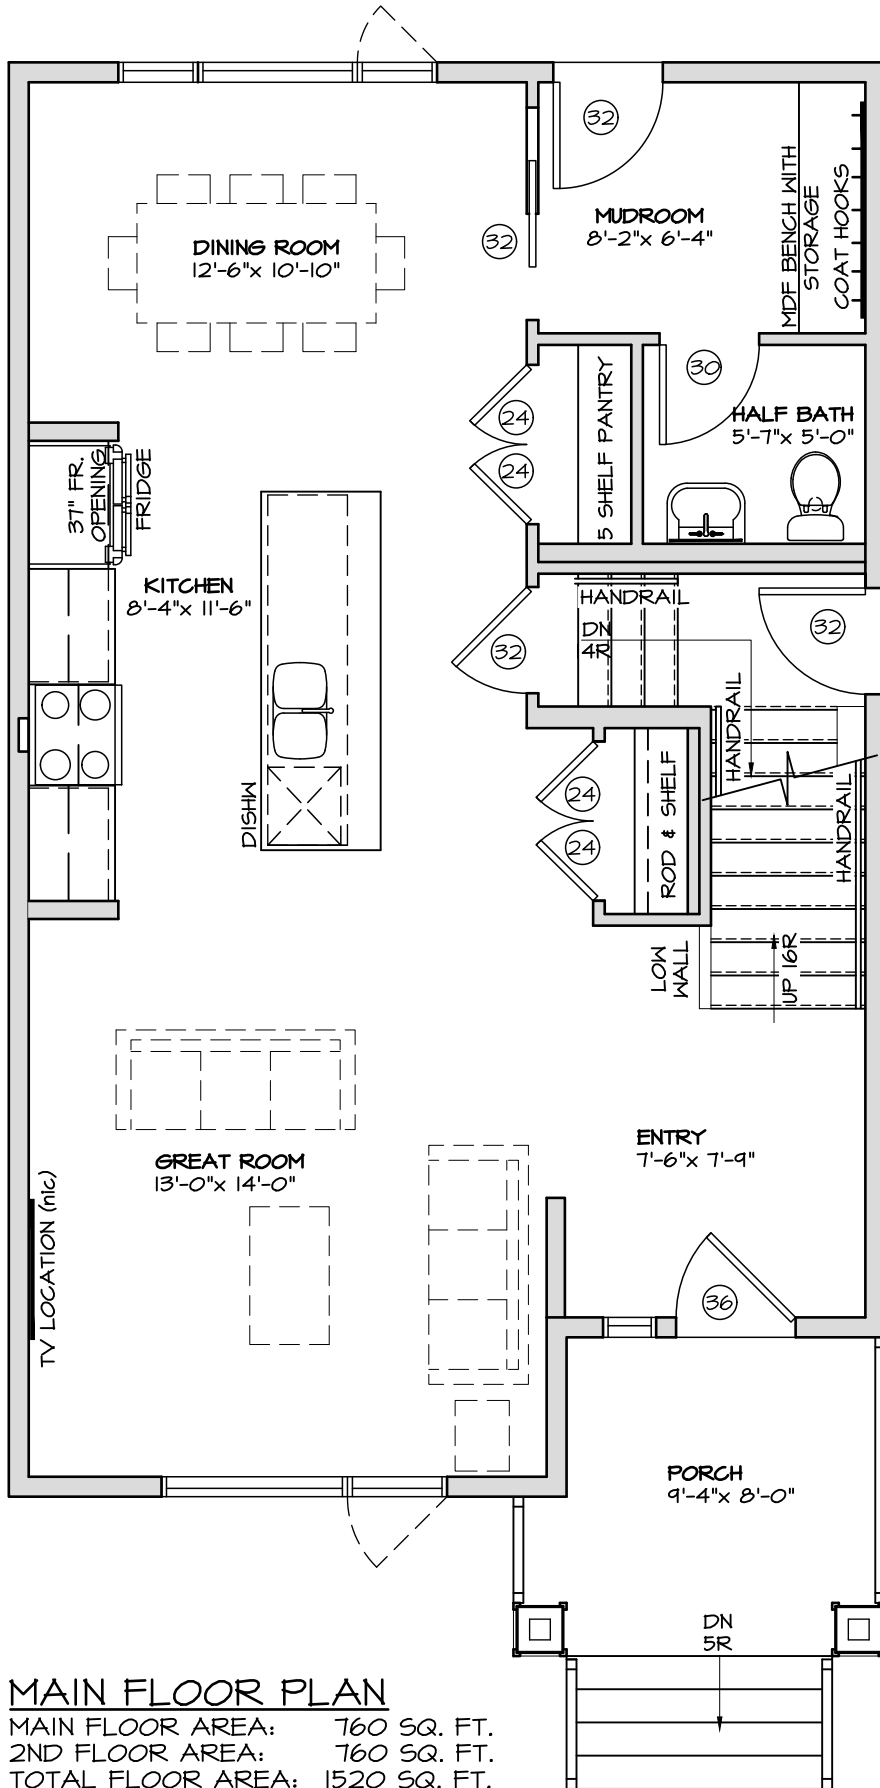 32
MUDROOM
8'-2"x 6'-4"
MDF BENCH WITH
STORAGE
COAT HOOKS
DINING ROOM
12'-6"x 10'-10"
32
30
HALF BATH
5'-7"x 5'-0"
24
24
5 SHELF PANTRY
37" FR.
OPENING
FRIDGE
KITCHEN
8'-4"x 11'-6"
HANDRAIL
DN
4R
32
32
HANDRAIL
DISHW
24
24
ROD & SHELF
HANDRAIL
LOW
WALL
UP 16R
ENTRY
7'-6"x 7'-9"
GREAT ROOM
13'-0"x 14'-0"
TV LOCATION (nic)
36
PORCH
9'-4"x 8'-0"
DN
5R
MAIN FLOOR PLAN
MAIN FLOOR AREA: 760 SQ. FT.
2ND FLOOR AREA: 760 SQ. FT.
TOTAL FLOOR AREA: 1520 SQ. FT.